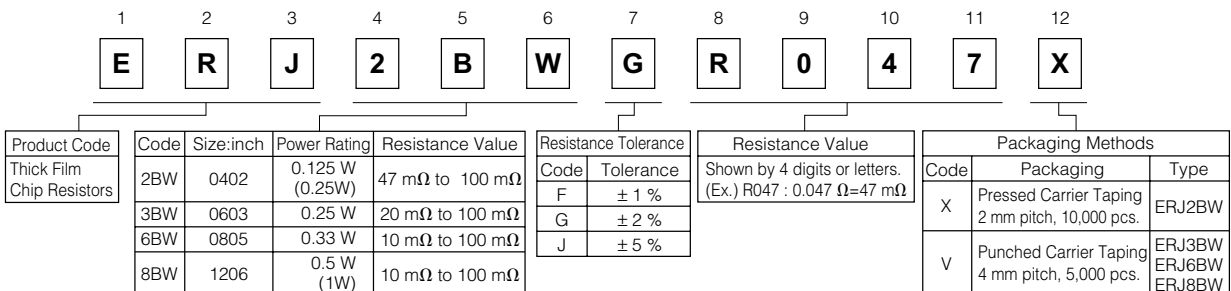 1 2 3 4 5 6 7 8 9 10 11 12
E R J 2 B W G R 0 4 7 X
Product Code
Thick Film
Chip Resistors
Code Size:inch Power Rating Resistance Value
2BW 0402 0.125 W (0.25W) 47 mΩ to 100 mΩ
3BW 0603 0.25 W 20 mΩ to 100 mΩ
6BW 0805 0.33 W 10 mΩ to 100 mΩ
8BW 1206 0.5 W (1W) 10 mΩ to 100 mΩ
Resistance Tolerance
Code Tolerance
F ± 1 %
G ± 2 %
J ± 5 %
Resistance Value
Shown by 4 digits or letters.
(Ex.) R047 : 0.047 Ω=47 mΩ
Packaging Methods
Code Packaging Type
X Pressed Carrier Taping
2 mm pitch, 10,000 pcs. ERJ2BW
V Punched Carrier Taping
4 mm pitch, 5,000 pcs. ERJ3BW
ERJ6BW
ERJ8BW